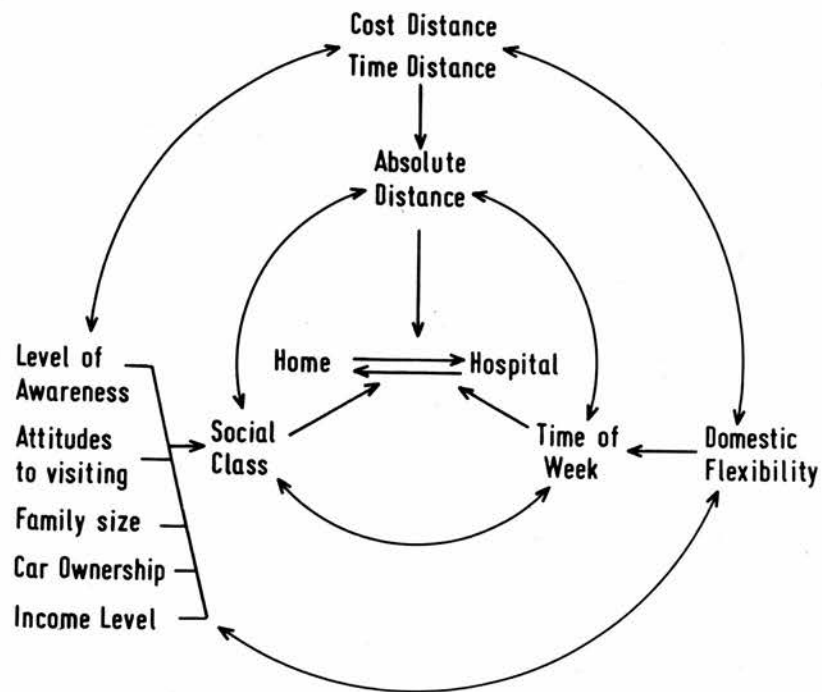 Cost Distance
Time Distance
Absolute
Distance
Home
Hospital
Level of
Awareness
Attitudes
to visiting
Family size
Car Ownership
Income Level
Social
Class
Time of
Week
Domestic
Flexibility